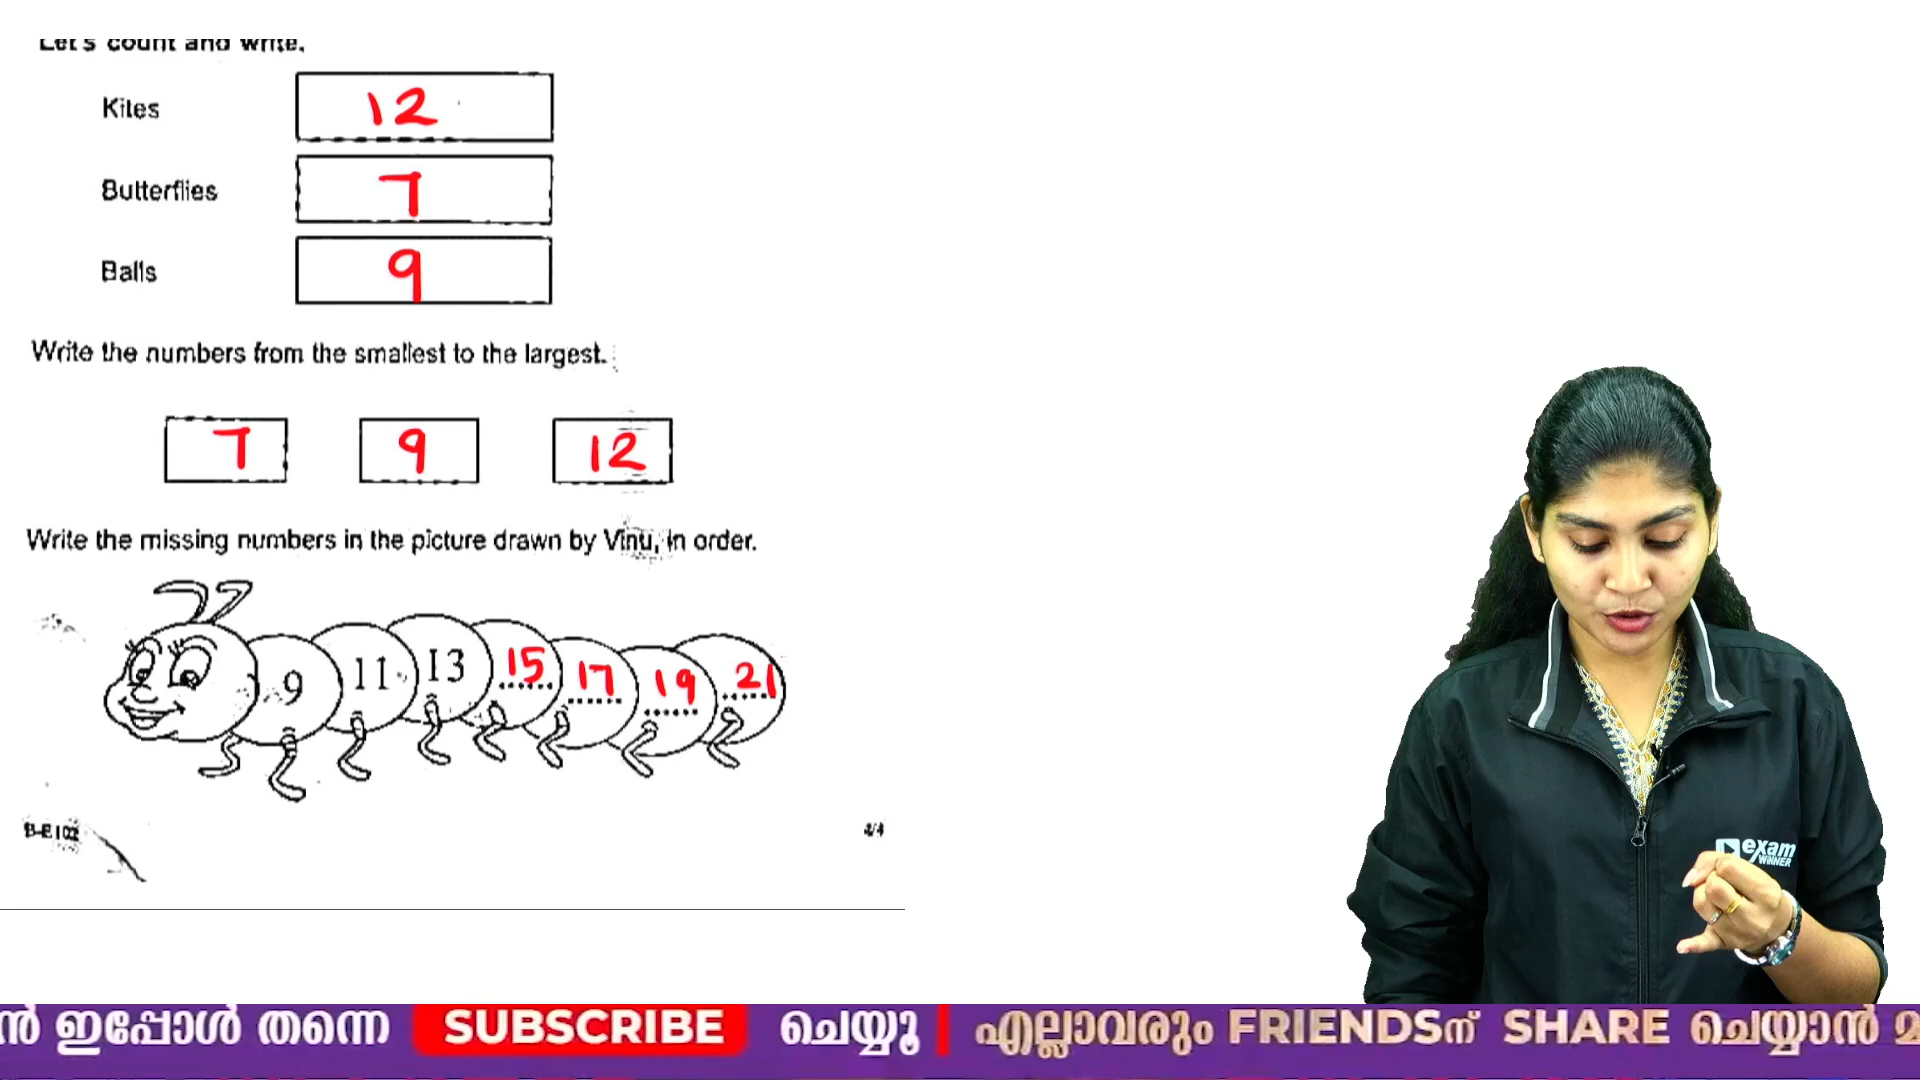 Let's count and write.
Kites 12
Butterflies 7
Balls 9
Write the numbers from the smallest to the largest.
7 9 12
Write the missing numbers in the picture drawn by Vinu, in order.
9 11 13 15 17 19 21
B-E102 4/4
exam
WINNER
ൻ ഇപ്പോൾ തന്നെ SUBSCRIBE ചെയ്യൂ | എല്ലാവരും FRIENDSന് SHARE ചെയ്യാൻ മ